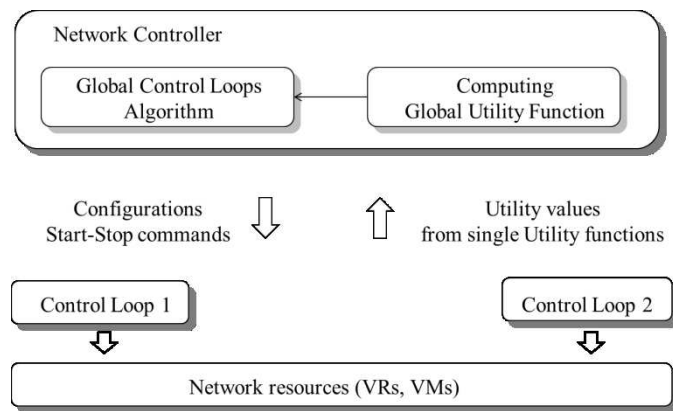 Network Controller
Global Control Loops
Algorithm
Computing
Global Utility Function
Configurations
Start-Stop commands
Utility values
from single Utility functions
Control Loop 1
Control Loop 2
Network resources (VRs, VMs)